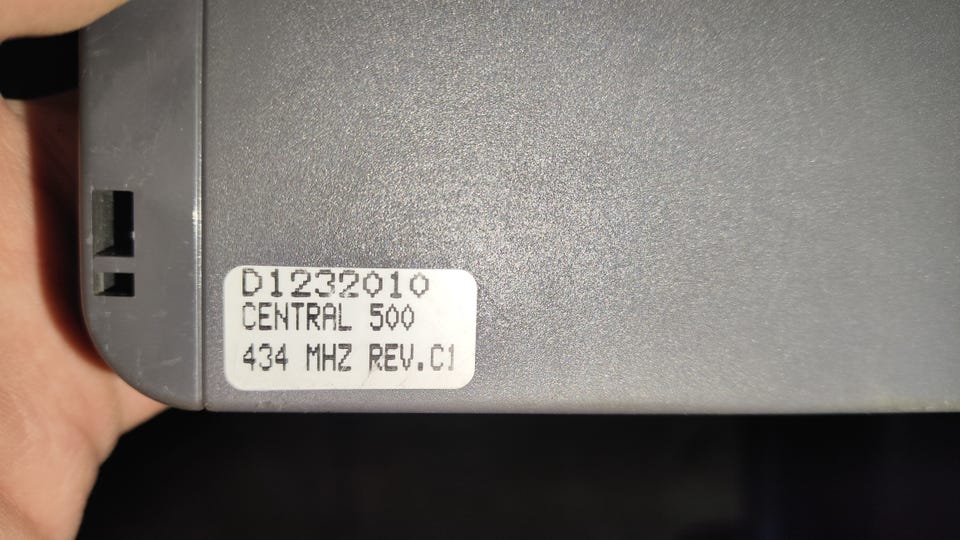 D1232010
CENTRAL 500
434 MHZ REV.C1